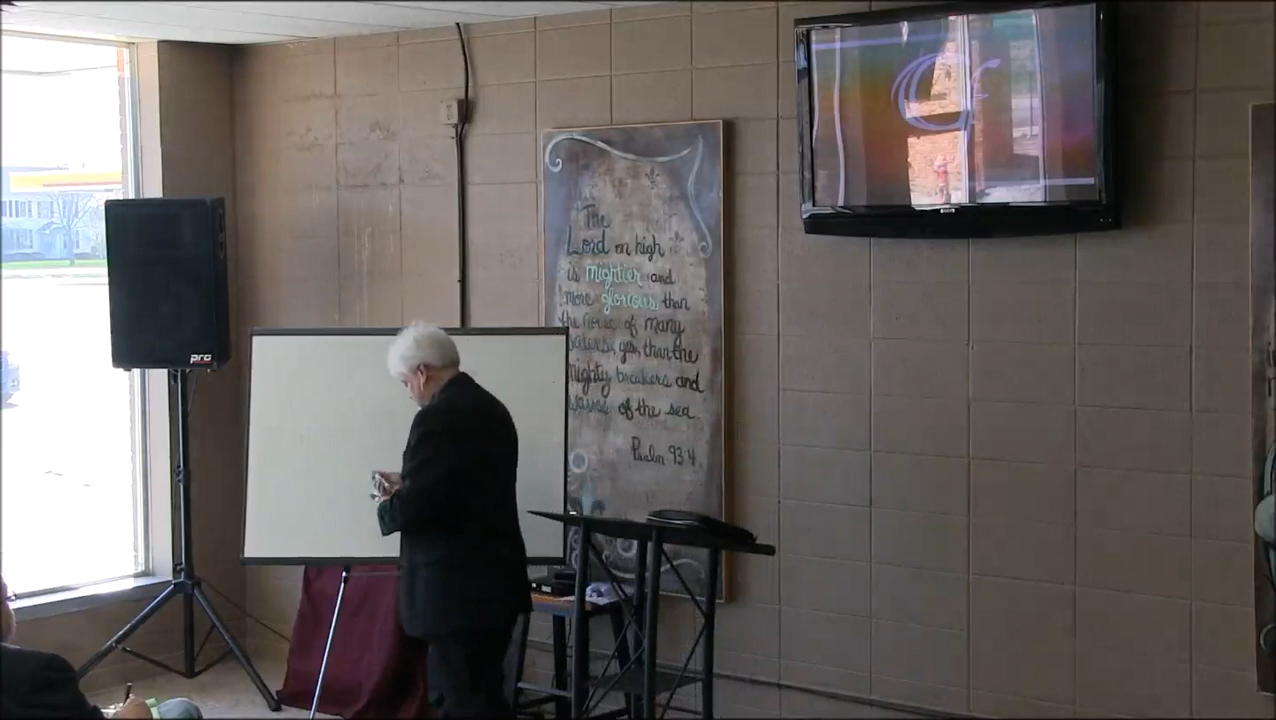 The
Lord on high
is mightier and
more glorious than
the noise of many
waters, yes, than the
mighty breakers and
waves of the sea.
Psalm 93:4
pro